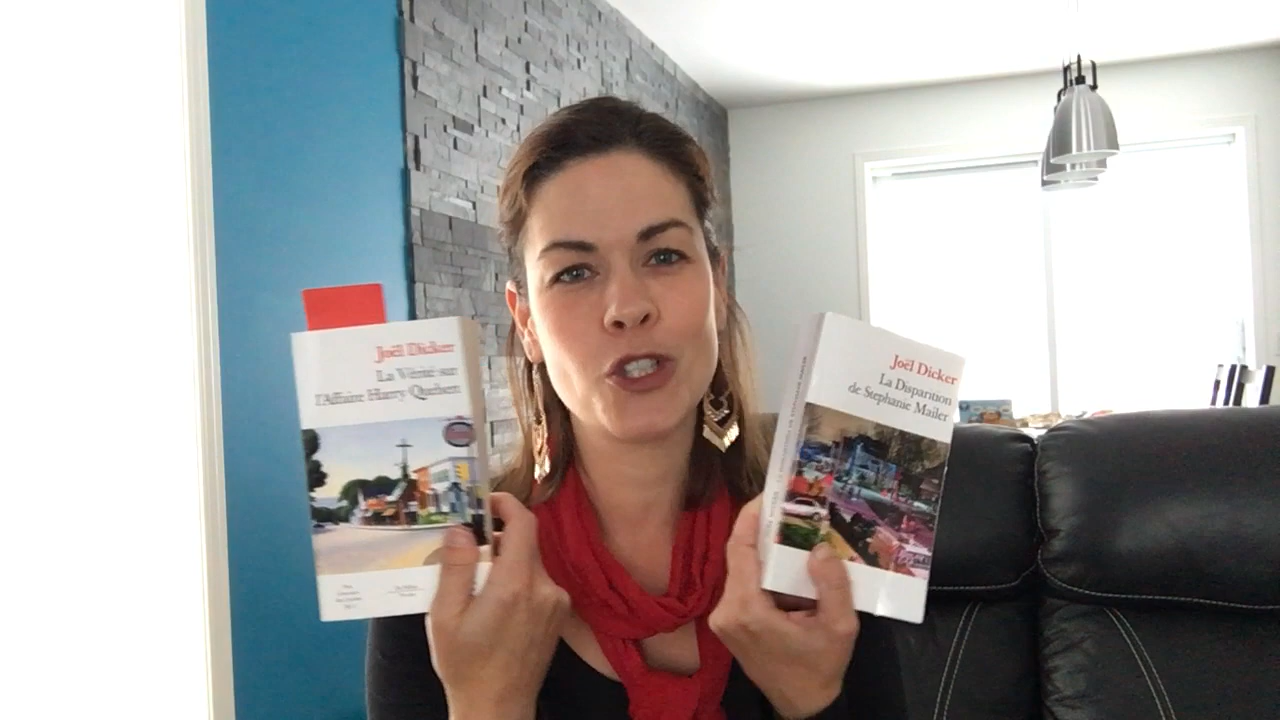 Joël Dicker
La Vérité sur
l'Affaire Harry Quebert
Joël Dicker
La Disparition
de Stephanie Mailer